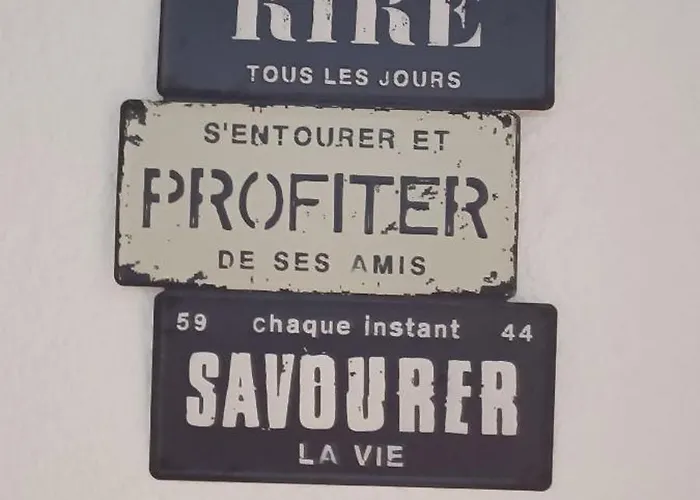 RIRE
TOUS LES JOURS
S'ENTOURER ET
PROFITER
DE SES AMIS
59 chaque instant 44
SAVOURER
LA VIE